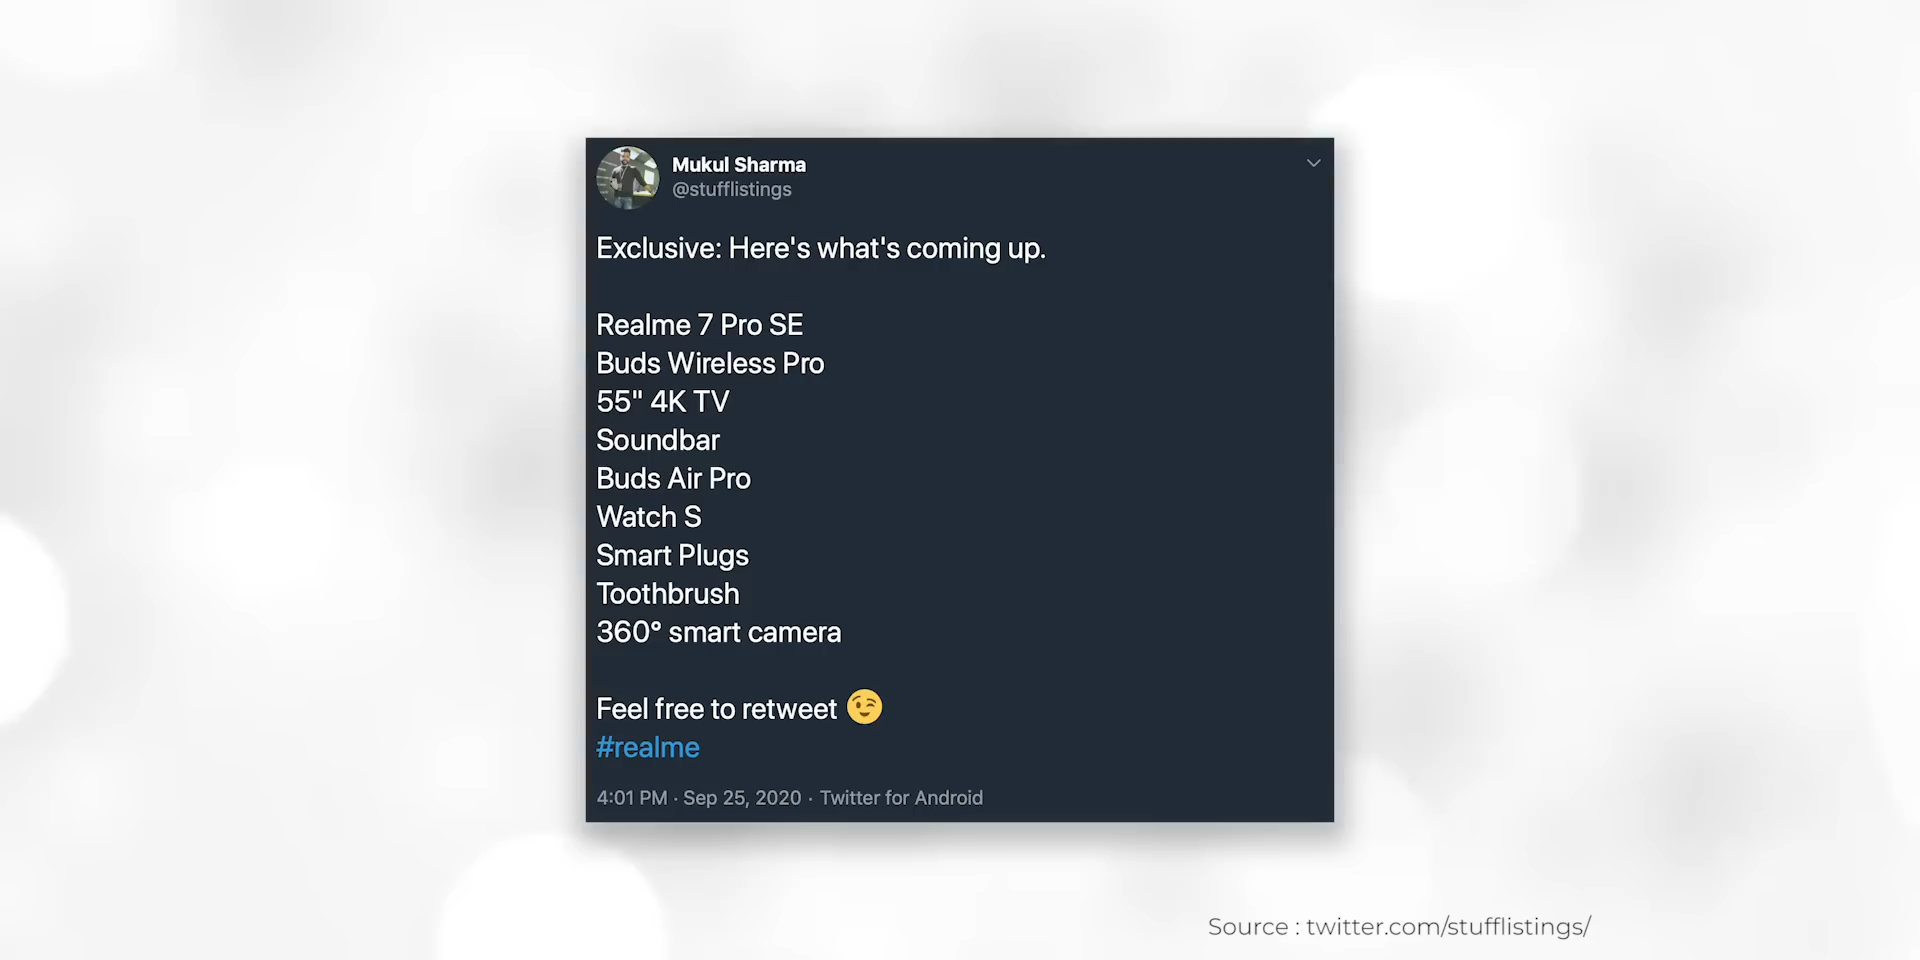 Mukul Sharma
@stufflistings
Exclusive: Here's what's coming up.
Realme 7 Pro SE
Buds Wireless Pro
55" 4K TV
Soundbar
Buds Air Pro
Watch S
Smart Plugs
Toothbrush
360° smart camera
Feel free to retweet 😉
#realme
4:01 PM · Sep 25, 2020 · Twitter for Android
Source : twitter.com/stufflistings/